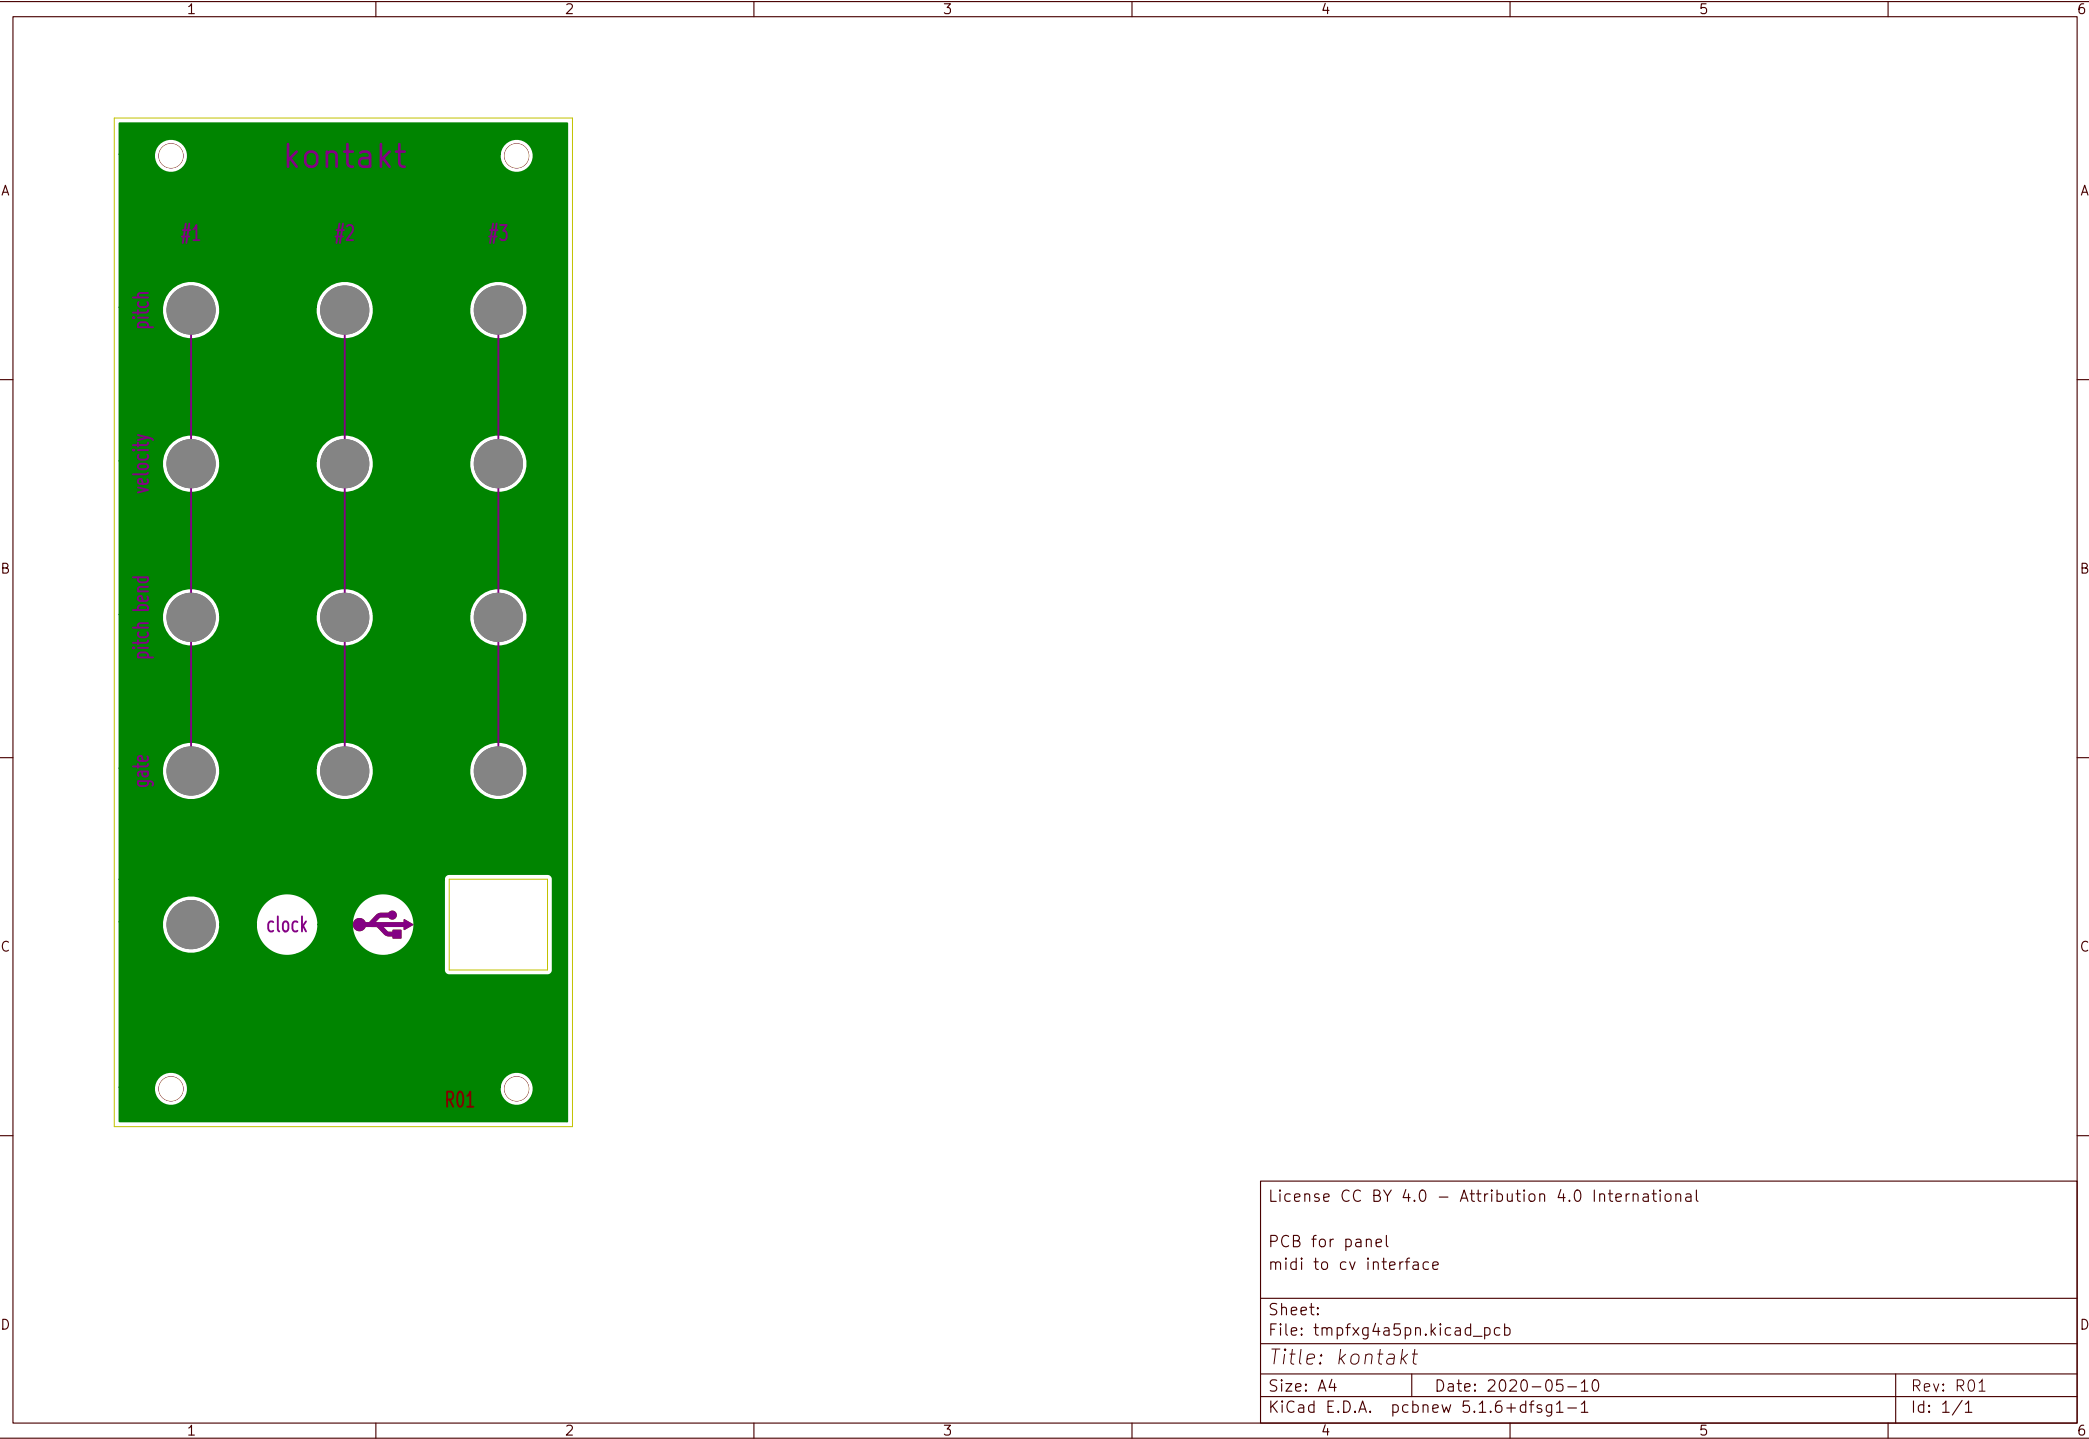 1 2 3 4 5 6
kontakt
A A
#1 #2 #3
pitch
velocity
B B
pitch bend
gate
clock
C C
R01
License CC BY 4.0 - Attribution 4.0 International
PCB for panel
midi to cv interface
Sheet:
D D
File: tmpfxg4a5pn.kicad_pcb
Title: kontakt
Size: A4 Date: 2020-05-10 Rev: R01
KiCad E.D.A. pcbnew 5.1.6+dfsg1-1 Id: 1/1
1 2 3 4 5 6